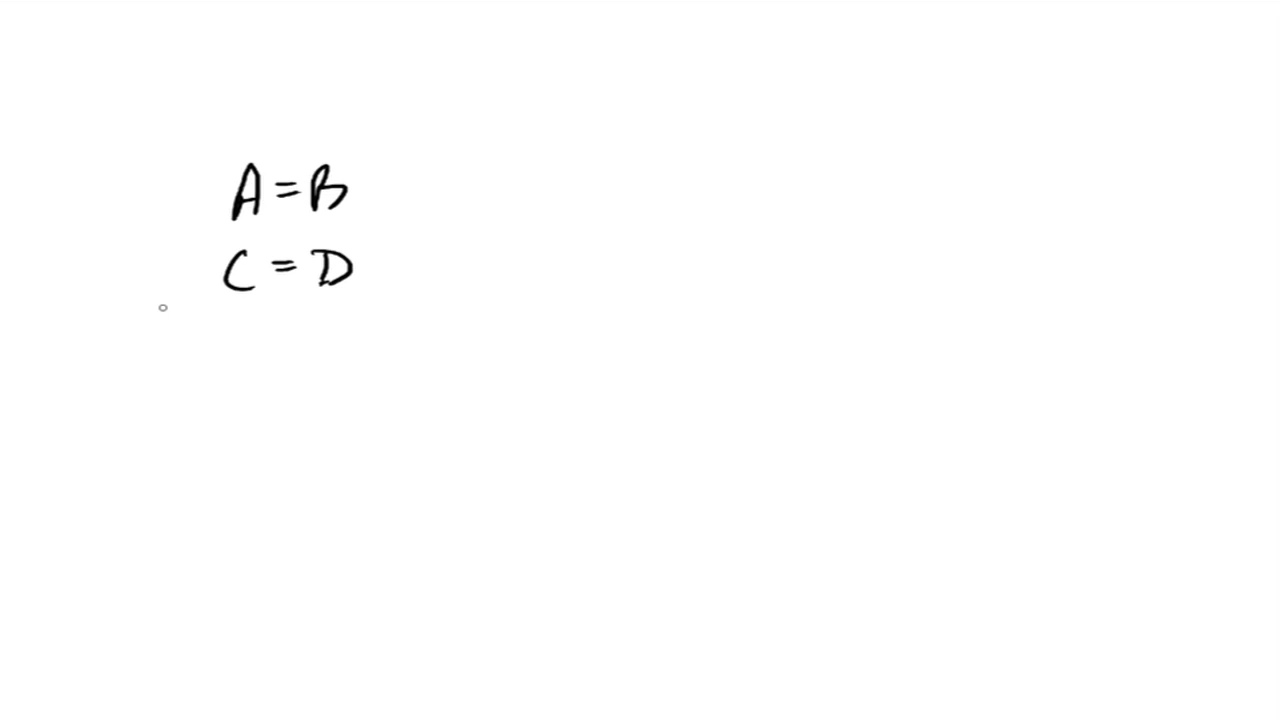 A = B
C = D